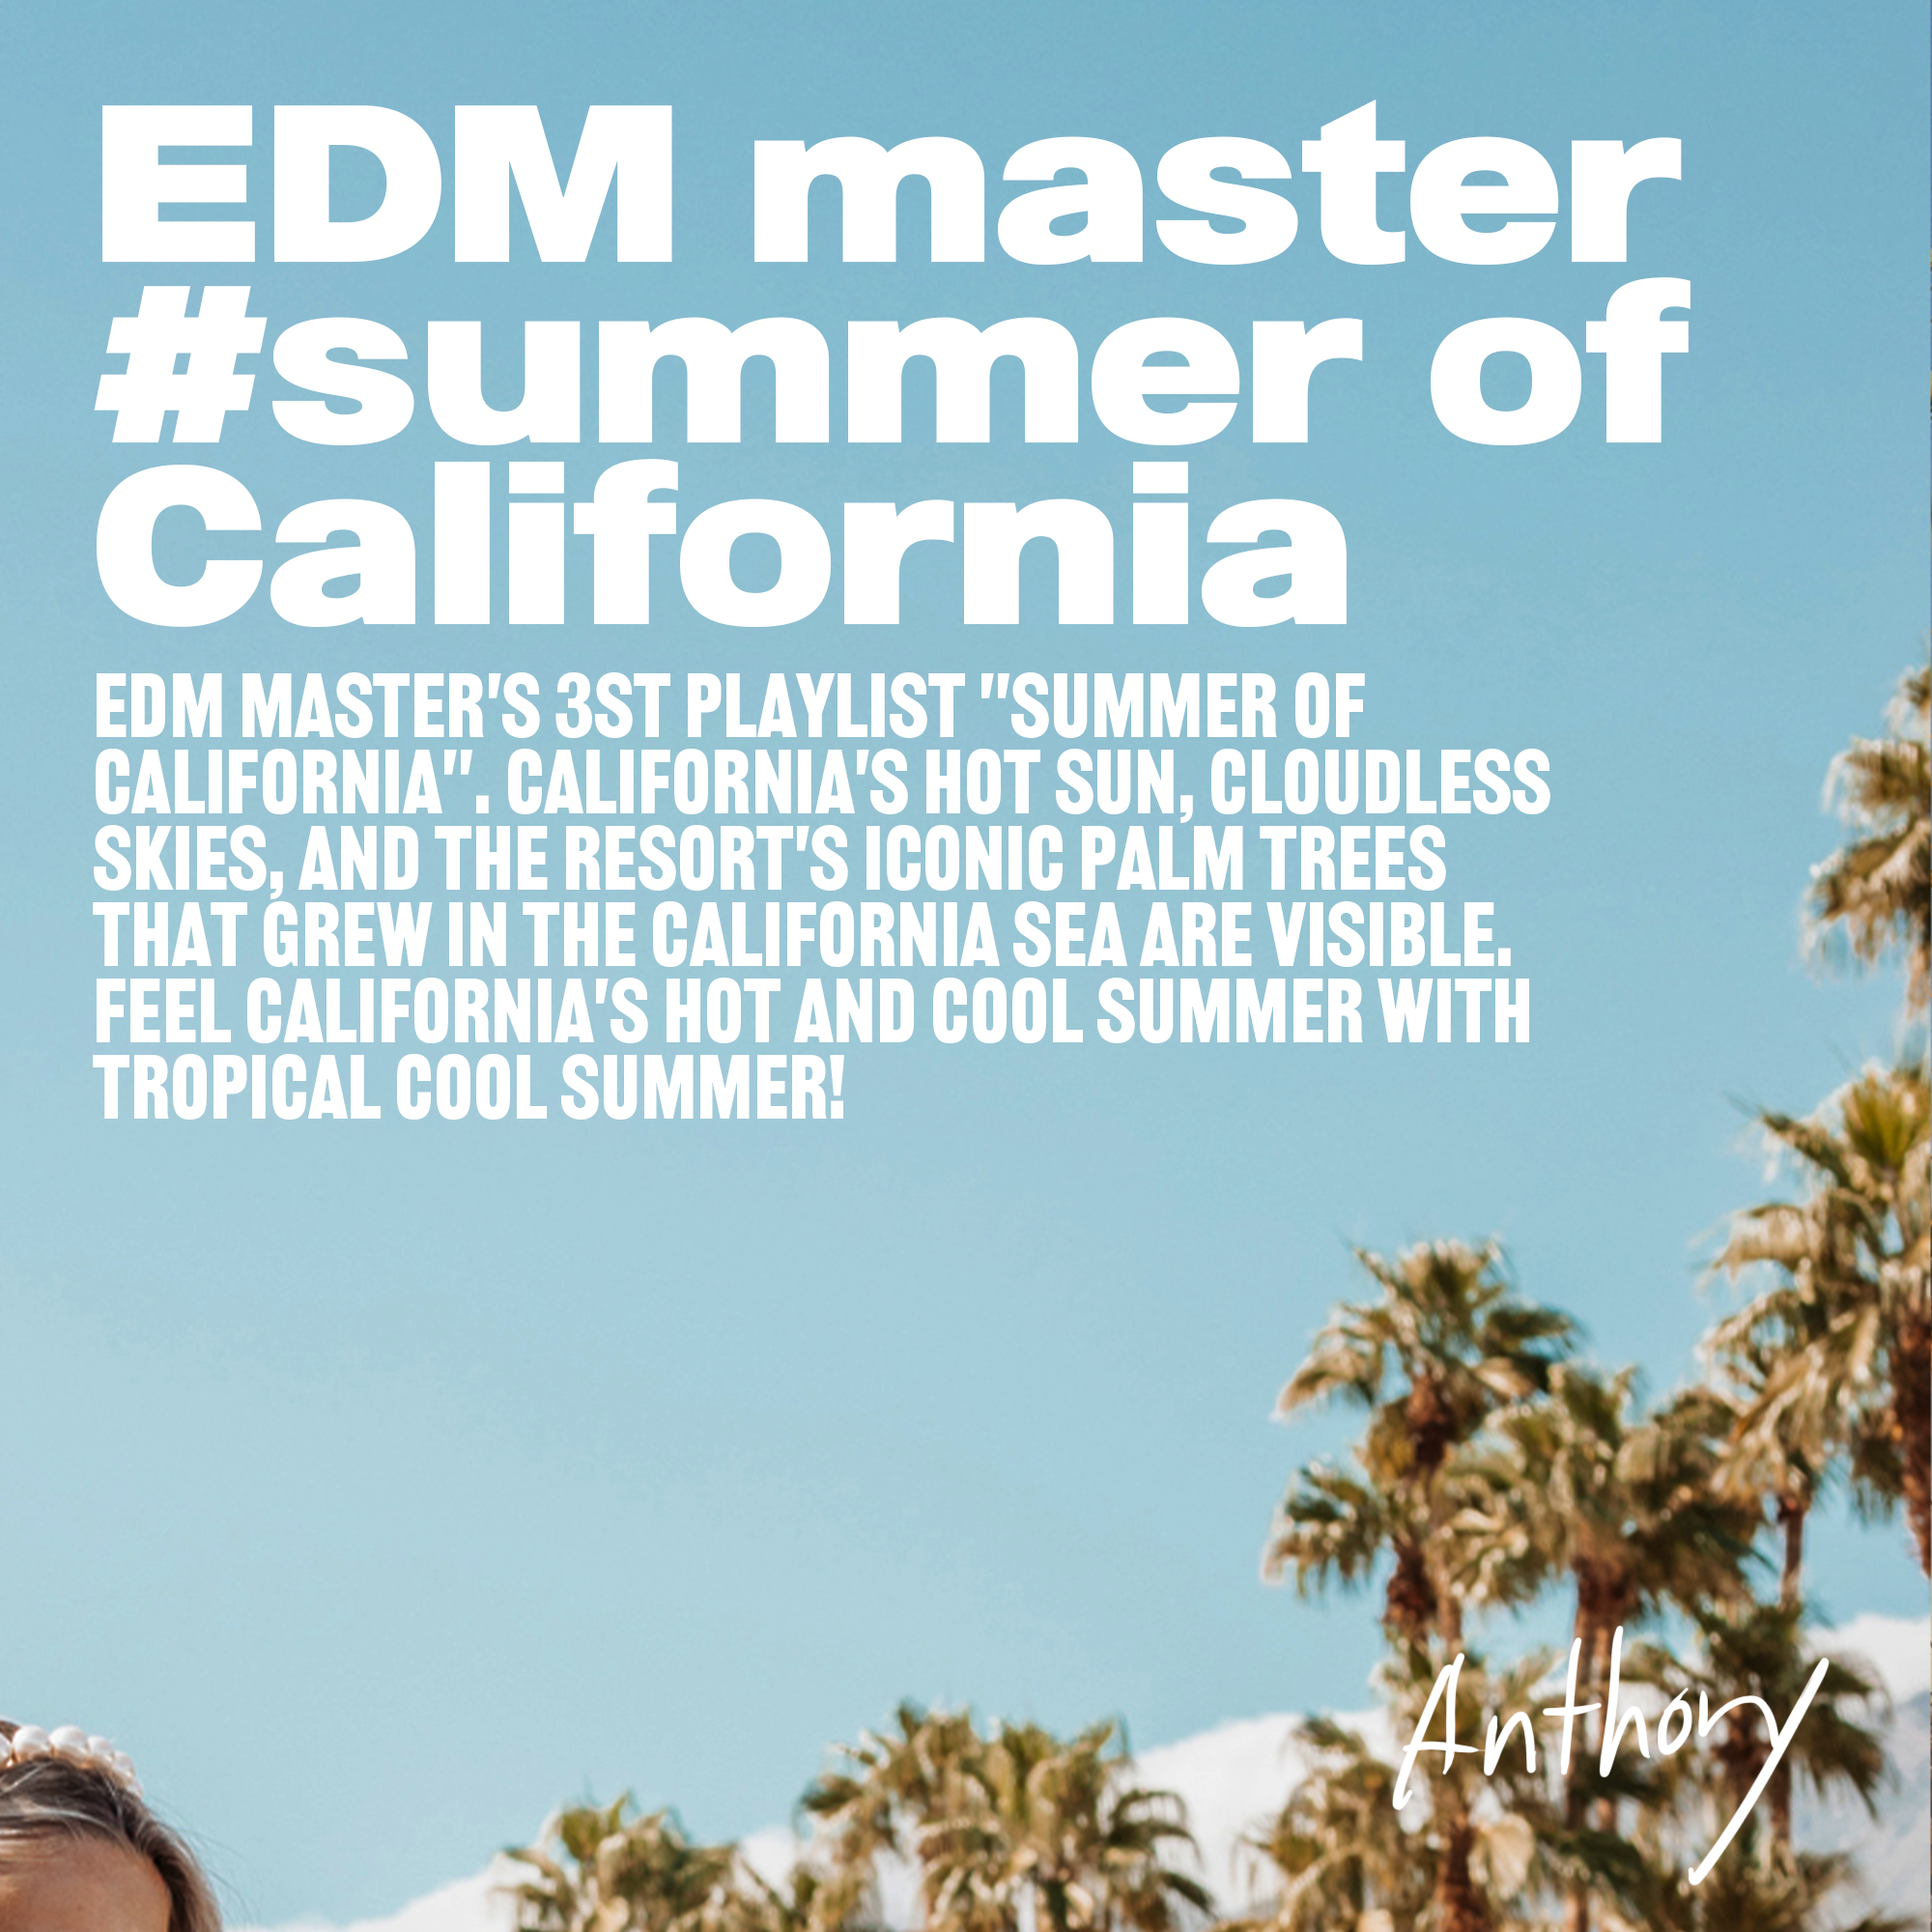 EDM master
#summer of
California
EDM MASTER'S 3ST PLAYLIST "SUMMER OF
CALIFORNIA". CALIFORNIA'S HOT SUN, CLOUDLESS
SKIES, AND THE RESORT'S ICONIC PALM TREES
THAT GREW IN THE CALIFORNIA SEA ARE VISIBLE.
FEEL CALIFORNIA'S HOT AND COOL SUMMER WITH
TROPICAL COOL SUMMER!
Anthony